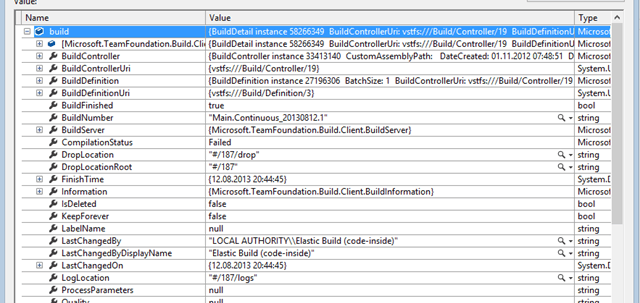 Value:
Name Value Type
build {BuildDetail instance 58266349 BuildControllerUri: vstfs:///Build/Controller/19 BuildDefinitionU Microsof
[Microsoft.TeamFoundation.Build.Clie {BuildDetail instance 58266349 BuildControllerUri: vstfs:///Build/Controller/19 BuildDefinitionU Microsof
BuildController {BuildController instance 33413140 CustomAssemblyPath: DateCreated: 01.11.2012 07:48:51 D Microsof
BuildControllerUri {vstfs:///Build/Controller/19} System.U
BuildDefinition {BuildDefinition instance 27196306 BatchSize: 1 BuildControllerUri: vstfs:///Build/Controller/19 Microsof
BuildDefinitionUri {vstfs:///Build/Definition/3} System.U
BuildFinished true bool
BuildNumber "Main.Continuous_20130812.1" string
BuildServer {Microsoft.TeamFoundation.Build.Client.BuildServer} Microsof
CompilationStatus Failed Microsof
DropLocation "#/187/drop" string
DropLocationRoot "#/187" string
FinishTime {12.08.2013 20:44:45} System.D
Information {Microsoft.TeamFoundation.Build.Client.BuildInformation} Microsof
IsDeleted false bool
KeepForever false bool
LabelName null string
LastChangedBy "LOCAL AUTHORITY\\Elastic Build (code-inside)" string
LastChangedByDisplayName "Elastic Build (code-inside)" string
LastChangedOn {12.08.2013 20:44:45} System.D
LogLocation "#/187/logs" string
ProcessParameters null string
Quality null string